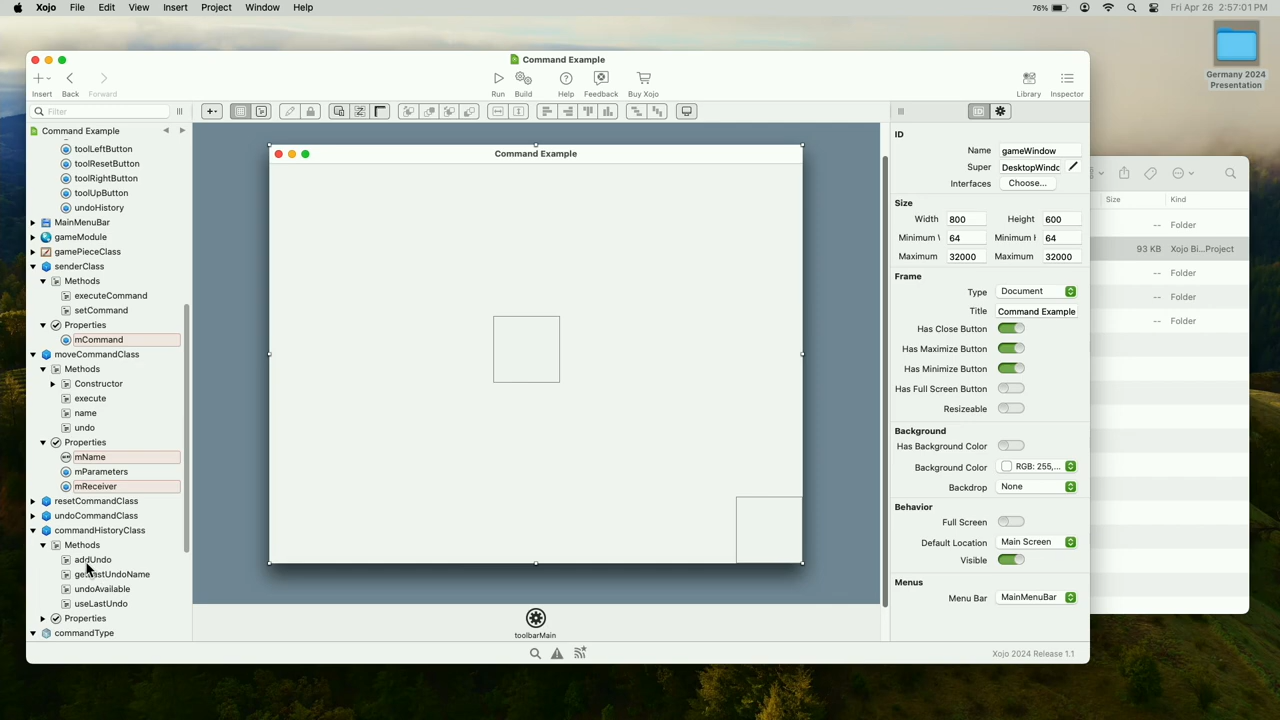 Xojo File Edit View Insert Project Window Help
76% Fri Apr 26 2:57:01 PM
Germany 2024
Presentation
Command Example
Insert Back Forward Run Build Help Feedback Buy Xojo Library Inspector
Filter
Command Example
toolLeftButton
toolResetButton
toolRightButton
toolUpButton
undoHistory
MainMenuBar
gameModule
gamePieceClass
senderClass
Methods
executeCommand
setCommand
Properties
mCommand
moveCommandClass
Methods
Constructor
execute
name
undo
Properties
mName
mParameters
mReceiver
resetCommandClass
undoCommandClass
commandHistoryClass
Methods
addUndo
undoAvailable
useLastUndo
Properties
commandType
Command Example
toolbarMain
ID
Name gameWindow
Super DesktopWindo
Interfaces Choose...
Size
Width 800 Height 600
Minimum 64 Minimum 64
Maximum 32000 Maximum 32000
Frame
Type Document
Title Command Example
Has Close Button
Has Maximize Button
Has Minimize Button
Has Full Screen Button
Resizeable
Background
Has Background Color
Background Color RGB: 255,...
Backdrop None
Behavior
Full Screen
Default Location Main Screen
Visible
Menus
Menu Bar MainMenuBar
Xojo 2024 Release 1.1
Size Kind
-- Folder
93 KB Xojo Bi...Project
-- Folder
-- Folder
-- Folder